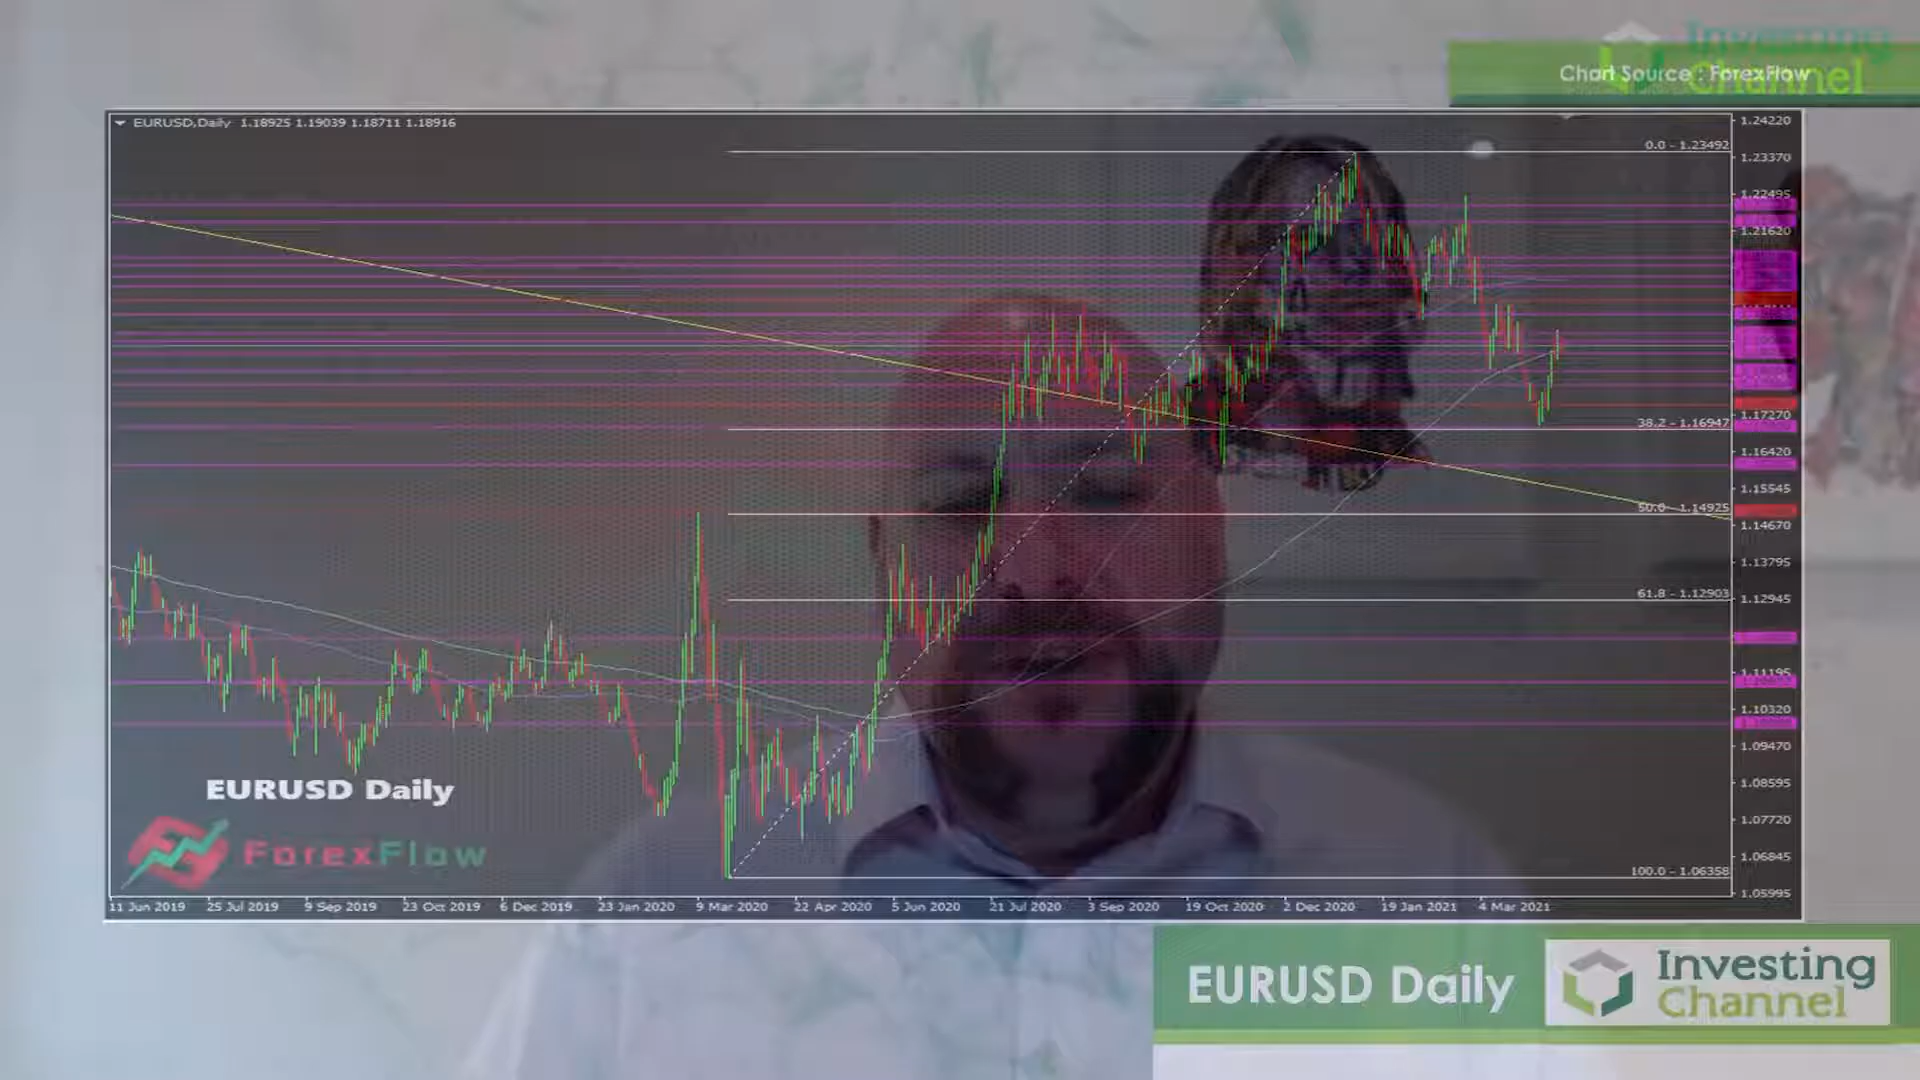 Investing
Channel
Chart Source : ForexFlow
EURUSD,Daily 1.18925 1.19039 1.18711 1.18916
1.24220
0.0 - 1.23492
1.23370
1.22495
1.21620
1.17270
38.2 - 1.16947
1.16420
1.15545
50.0 - 1.14925
1.14670
1.13795
61.8 - 1.12903
1.12945
1.11195
1.10320
1.09470
1.08595
1.07720
1.06845
100.0 - 1.06358
1.05995
EURUSD Daily
ForexFlow
11 Jun 2019 25 Jul 2019 9 Sep 2019 23 Oct 2019 6 Dec 2019 23 Jan 2020 9 Mar 2020 22 Apr 2020 5 Jun 2020 21 Jul 2020 3 Sep 2020 19 Oct 2020 2 Dec 2020 19 Jan 2021 4 Mar 2021
EURUSD Daily
Investing
Channel